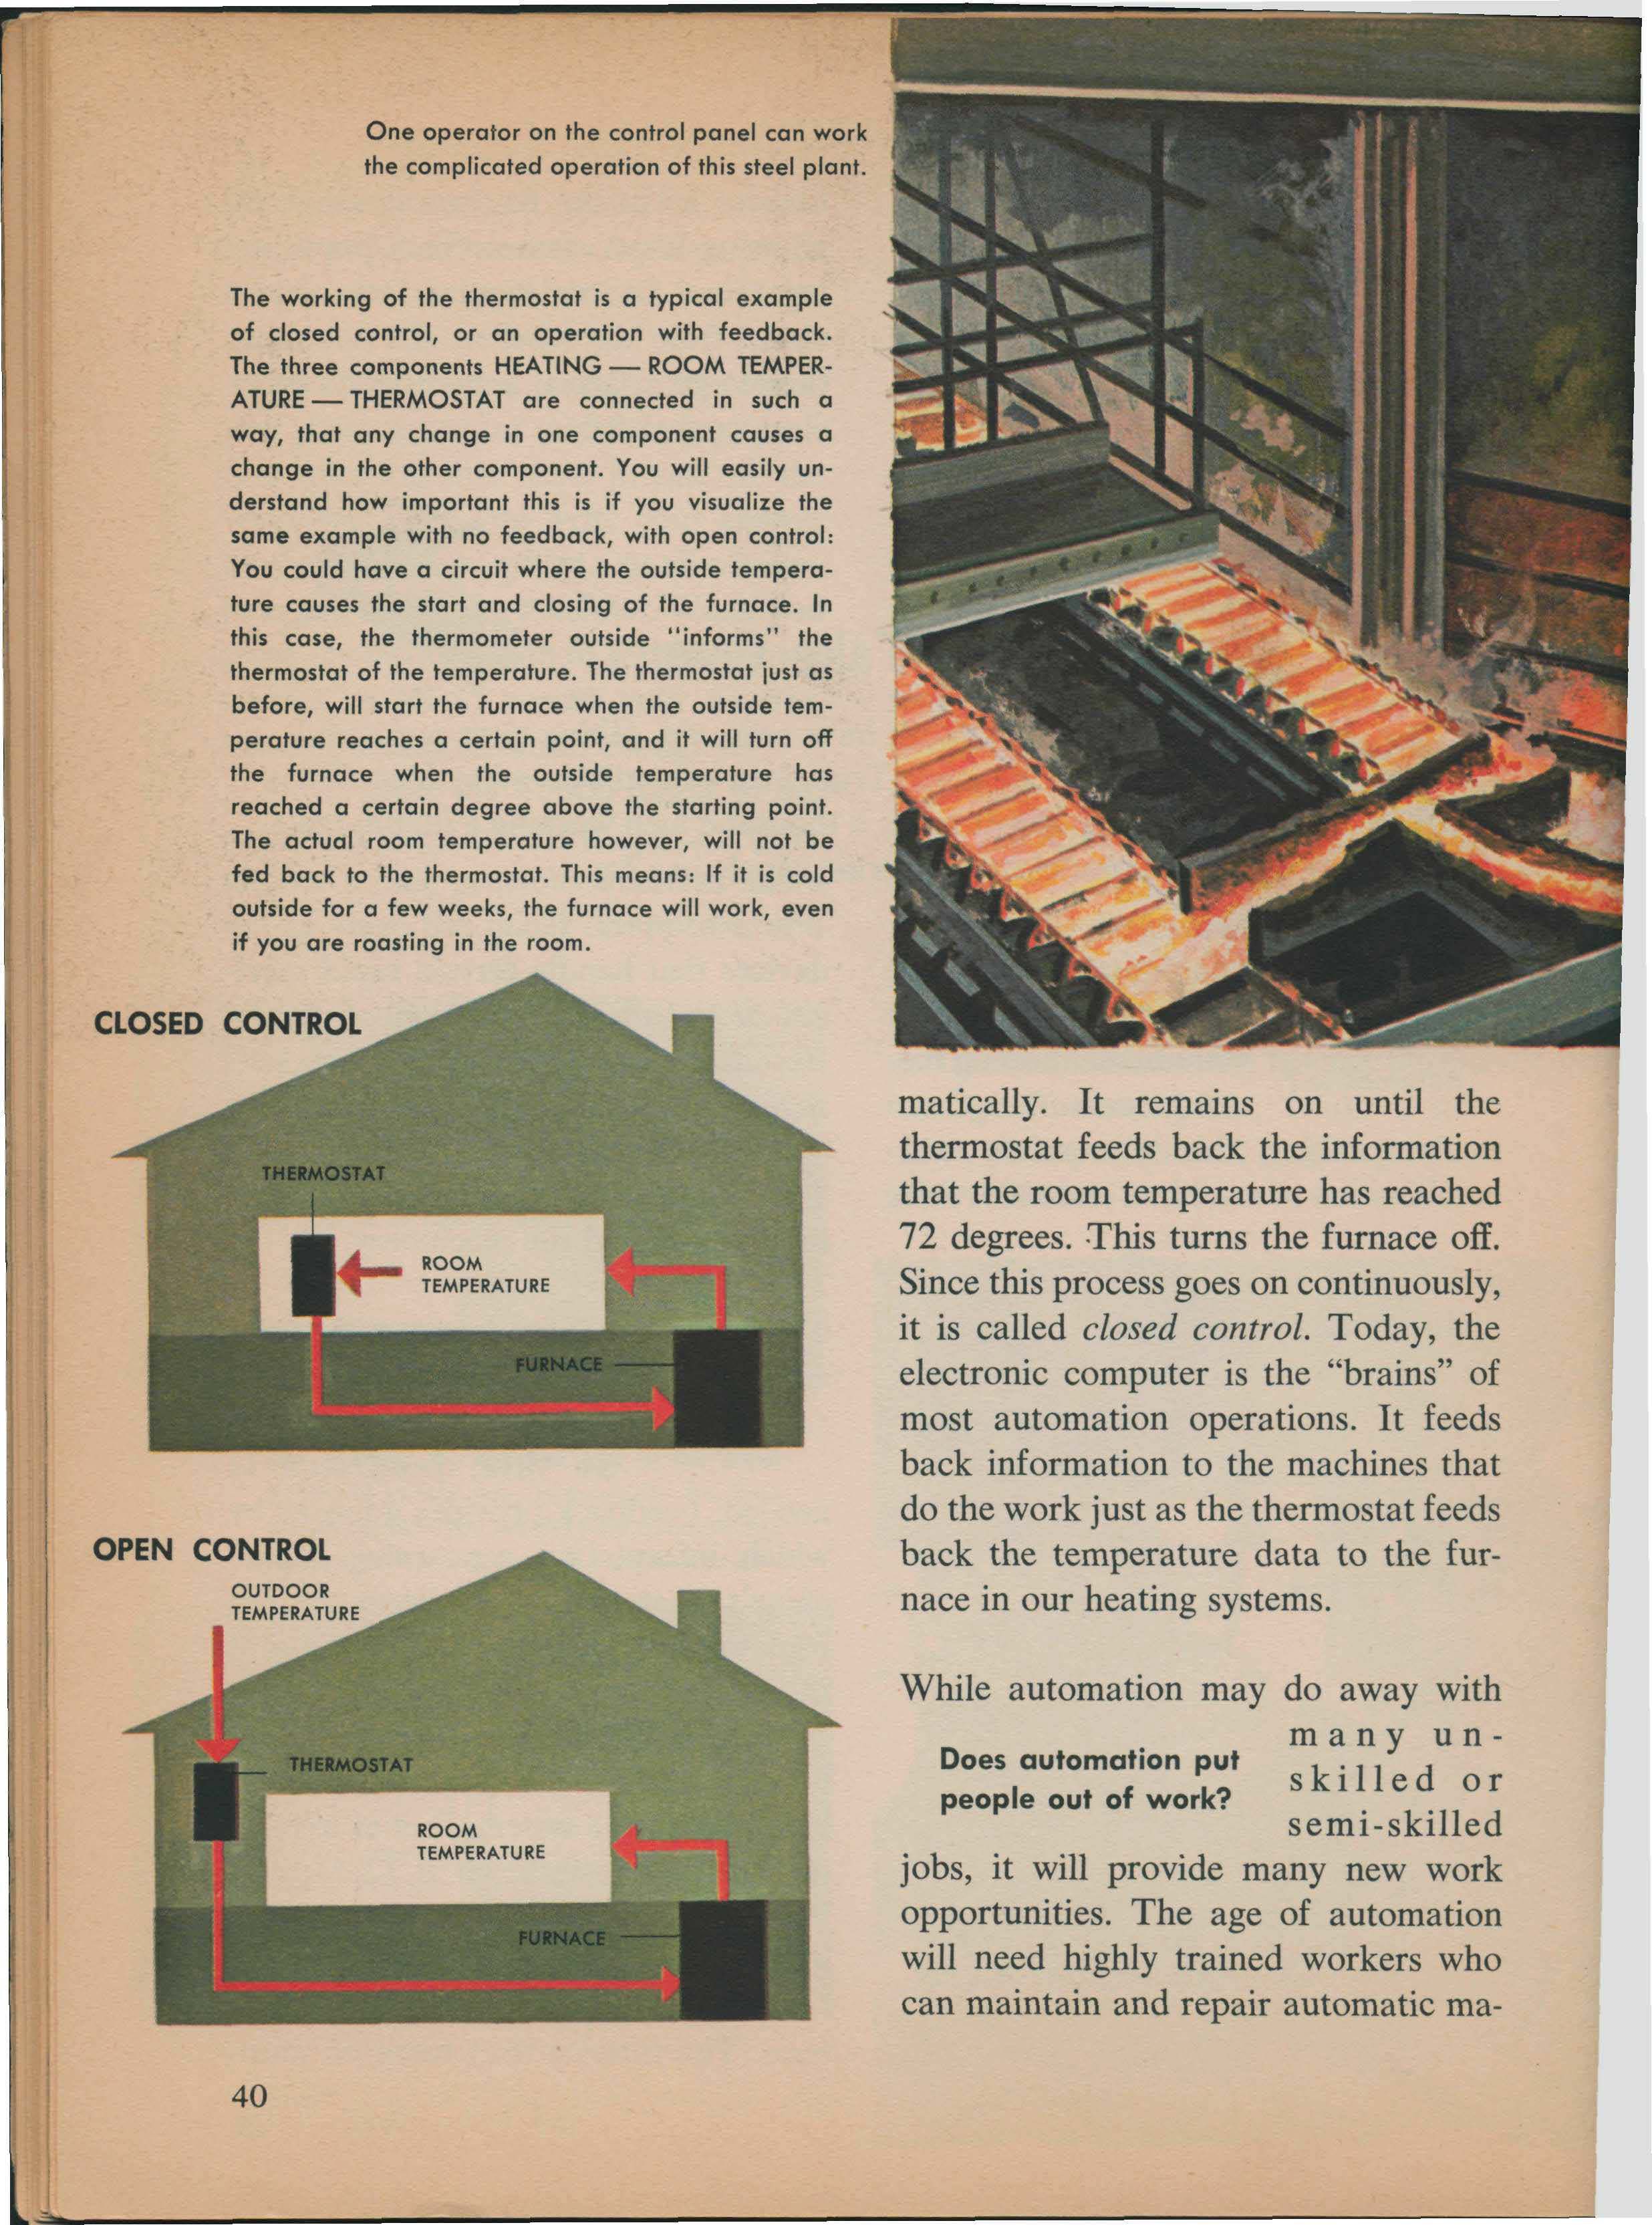 One operator on the control panel can work
the complicated operation of this steel plant.
The working of the thermostat is a typical example
of closed control, or an operation with feedback.
The three components HEATING — ROOM TEMPER-
ATURE — THERMOSTAT are connected in such a
way, that any change in one component causes a
change in the other component. You will easily un-
derstand how important this is if you visualize the
same example with no feedback, with open control:
You could have a circuit where the outside tempera-
ture causes the start and closing of the furnace. In
this case, the thermometer outside "informs" the
thermostat of the temperature. The thermostat just as
before, will start the furnace when the outside tem-
perature reaches a certain point, and it will turn off
the furnace when the outside temperature has
reached a certain degree above the starting point.
The actual room temperature however, will not be
fed back to the thermostat. This means: If it is cold
outside for a few weeks, the furnace will work, even
if you are roasting in the room.
CLOSED CONTROL
THERMOSTAT
ROOM
TEMPERATURE
FURNACE
OPEN CONTROL
OUTDOOR
TEMPERATURE
THERMOSTAT
ROOM
TEMPERATURE
FURNACE
matically. It remains on until the
thermostat feeds back the information
that the room temperature has reached
72 degrees. This turns the furnace off.
Since this process goes on continuously,
it is called closed control. Today, the
electronic computer is the “brains” of
most automation operations. It feeds
back information to the machines that
do the work just as the thermostat feeds
back the temperature data to the fur-
nace in our heating systems.
While automation may do away with
many un-
Does automation put
people out of work?
skilled or
semi-skilled
jobs, it will provide many new work
opportunities. The age of automation
will need highly trained workers who
can maintain and repair automatic ma-
40